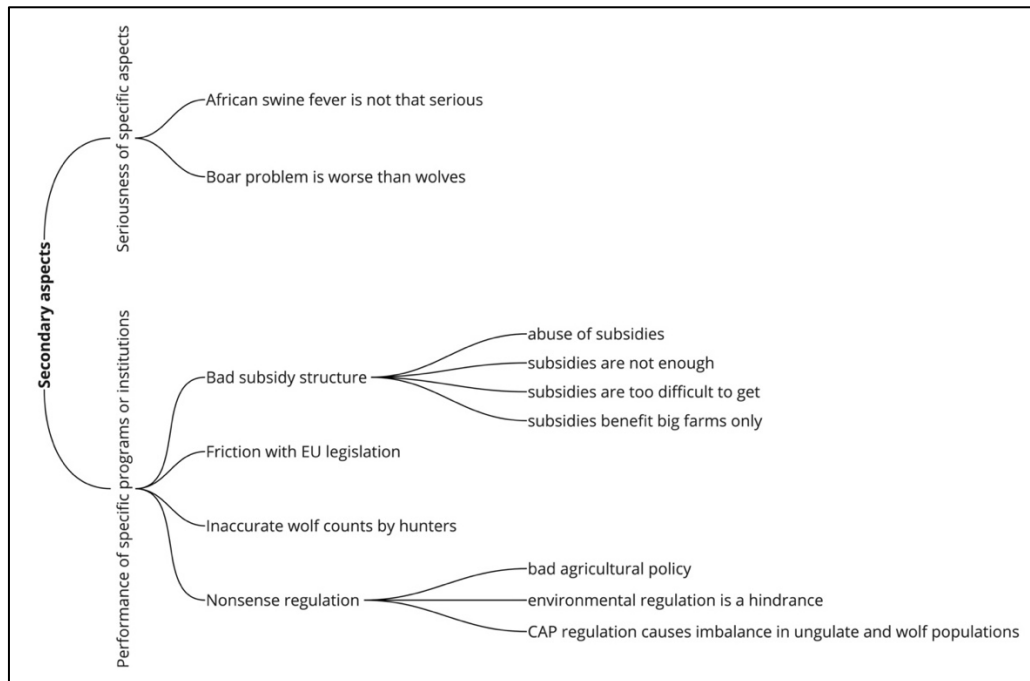 Secondary aspects
Seriousness of specific aspects
African swine fever is not that serious
Boar problem is worse than wolves
Performance of specific programs or institutions
Bad subsidy structure
abuse of subsidies
subsidies are not enough
subsidies are too difficult to get
subsidies benefit big farms only
Friction with EU legislation
Inaccurate wolf counts by hunters
Nonsense regulation
bad agricultural policy
environmental regulation is a hindrance
CAP regulation causes imbalance in ungulate and wolf populations